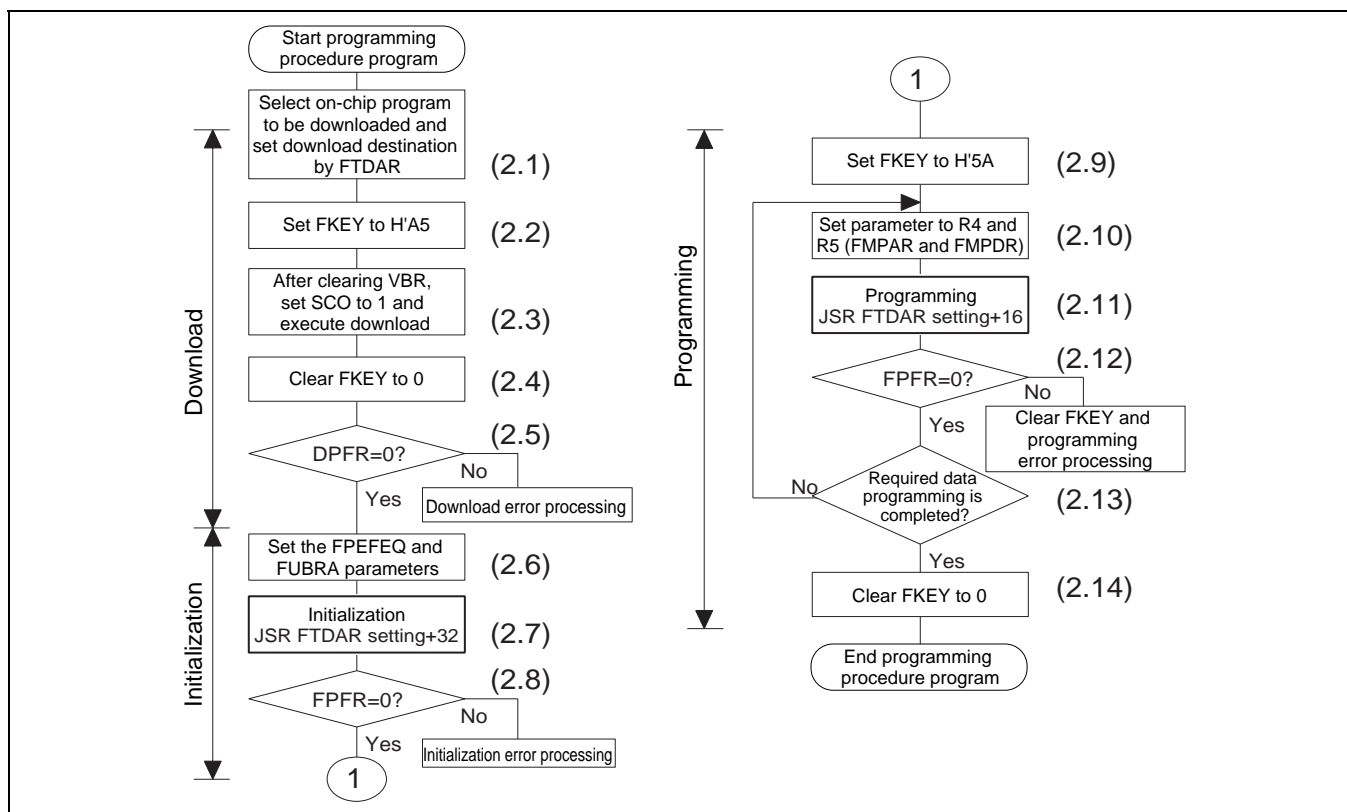 Start programming
procedure program
Select on-chip program
to be downloaded and
set download destination
by FTDAR
(2.1)
Set FKEY to H'A5
(2.2)
After clearing VBR,
set SCO to 1 and
execute download
(2.3)
Clear FKEY to 0
(2.4)
DPFR=0?
(2.5)
No
Yes
Download error processing
Download
Set the FPEFEQ and
FUBRA parameters
(2.6)
Initialization
JSR FTDAR setting+32
(2.7)
FPFR=0?
(2.8)
No
Yes
Initialization error processing
Initialization
1
1
Set FKEY to H'5A
(2.9)
Set parameter to R4 and
R5 (FMPAR and FMPDR)
(2.10)
Programming
JSR FTDAR setting+16
(2.11)
FPFR=0?
(2.12)
No
Yes
Clear FKEY and
programming
error processing
Required data
programming is
completed?
(2.13)
No
Yes
Clear FKEY to 0
(2.14)
Programming
End programming
procedure program